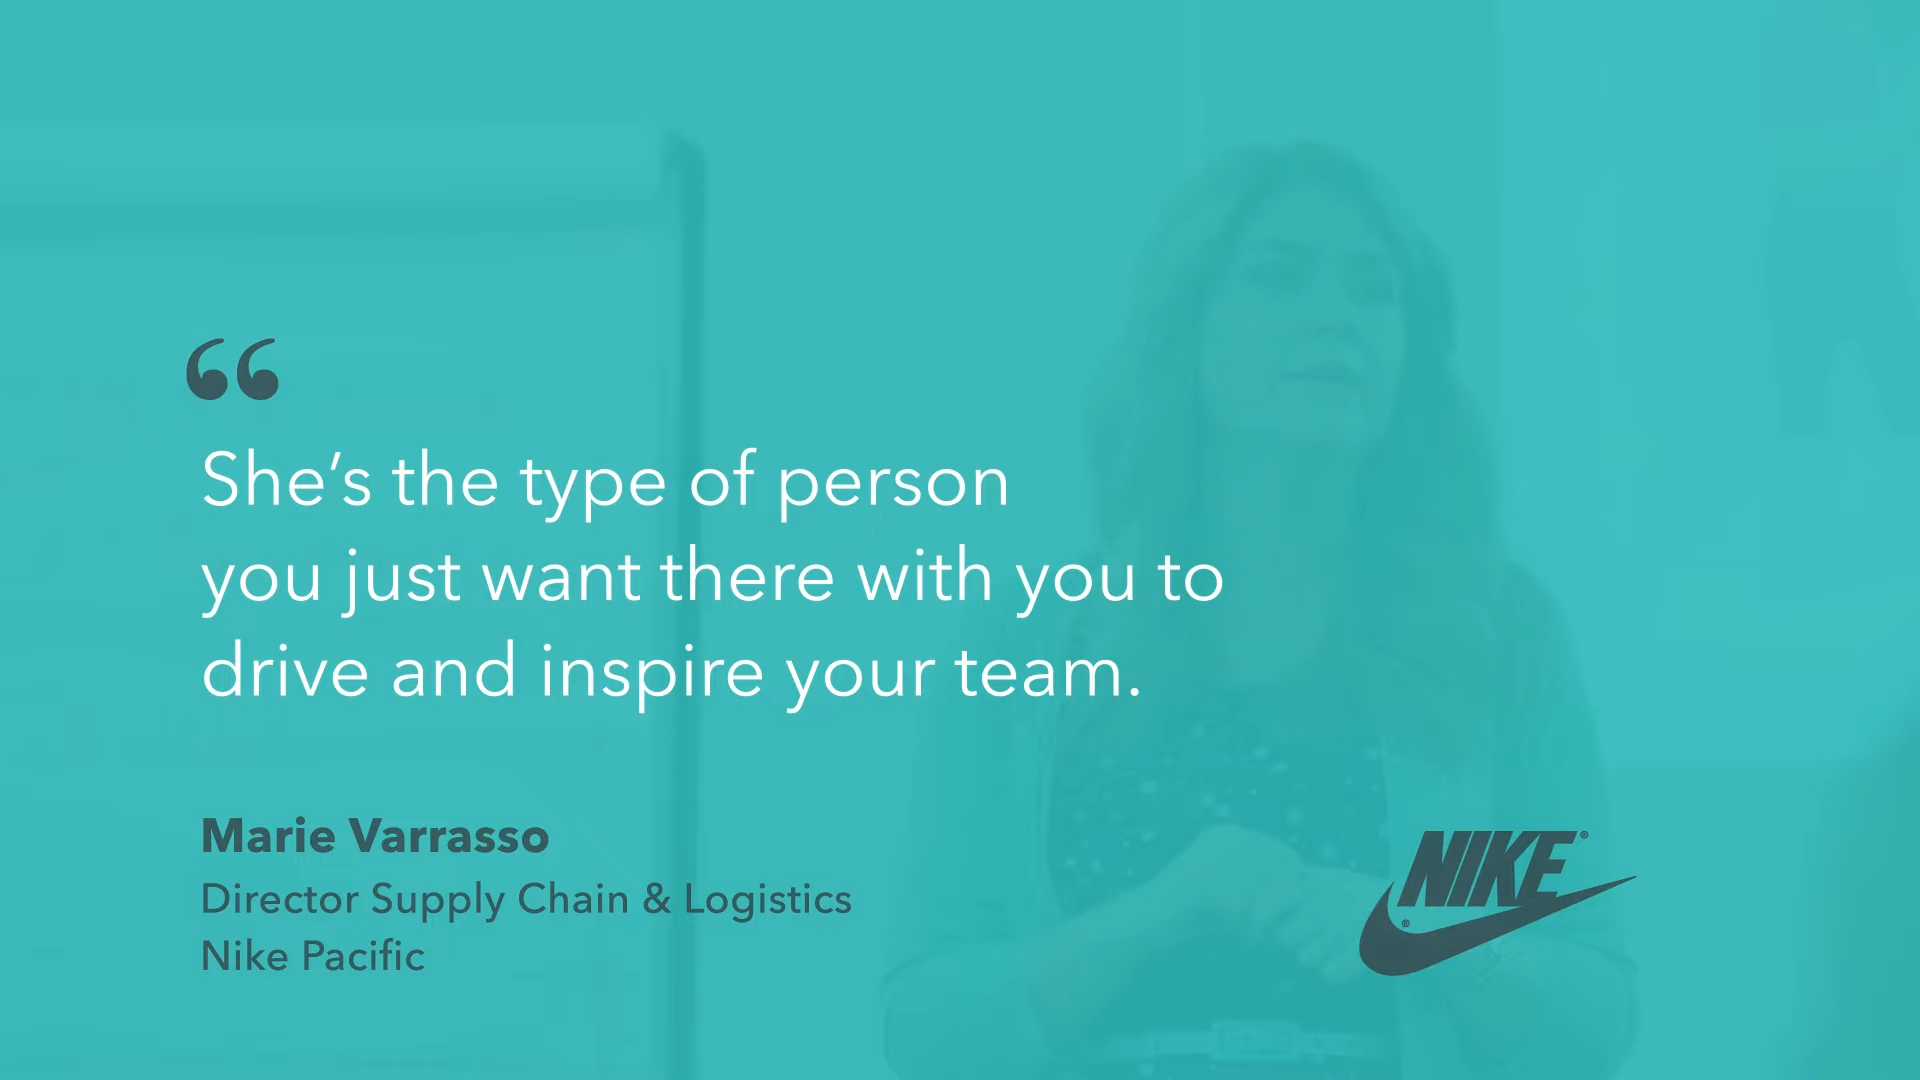 “
She’s the type of person
you just want there with you to
drive and inspire your team.
Marie Varrasso
Director Supply Chain & Logistics
Nike Pacific
NIKE®
®